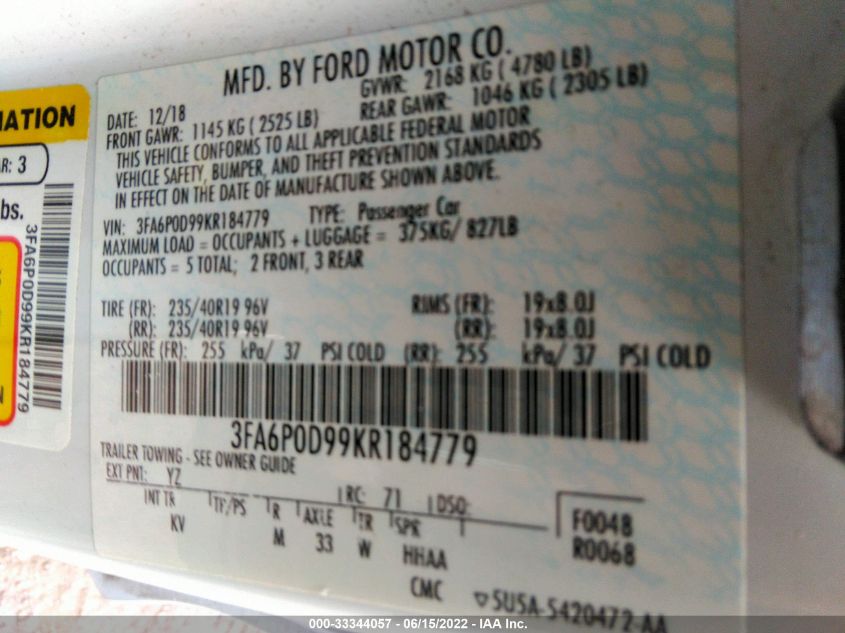 MATION
AR: 3
bs.
3FA6P0D99KR184779
MFD. BY FORD MOTOR CO.
DATE: 12/18 GVWR: 2168 KG ( 4780 LB)
FRONT GAWR: 1145 KG ( 2525 LB) REAR GAWR: 1046 KG ( 2305 LB)
THIS VEHICLE CONFORMS TO ALL APPLICABLE FEDERAL MOTOR
VEHICLE SAFETY, BUMPER, AND THEFT PREVENTION STANDARDS
IN EFFECT ON THE DATE OF MANUFACTURE SHOWN ABOVE.
VIN: 3FA6P0D99KR184779 TYPE: Passenger Car
MAXIMUM LOAD = OCCUPANTS + LUGGAGE = 375KG/ 827LB
OCCUPANTS = 5 TOTAL; 2 FRONT, 3 REAR
TIRE (FR): 235/40R19 96V RIMS (FR): 19x8.0J
(RR): 235/40R19 96V (RR): 19x8.0J
PRESSURE (FR): 255 kPa/ 37 PSI COLD (RR): 255 kPa/ 37 PSI COLD
3FA6P0D99KR184779
TRAILER TOWING - SEE OWNER GUIDE
EXT PNT: YZ RC: 71 DSO:
INT TR TP/PS R AXLE TR SPR F0048
KV M 33 W HHAA R0068
CMC
5U5A-5420472-AA
000-33344057 - 06/15/2022 - IAA Inc.